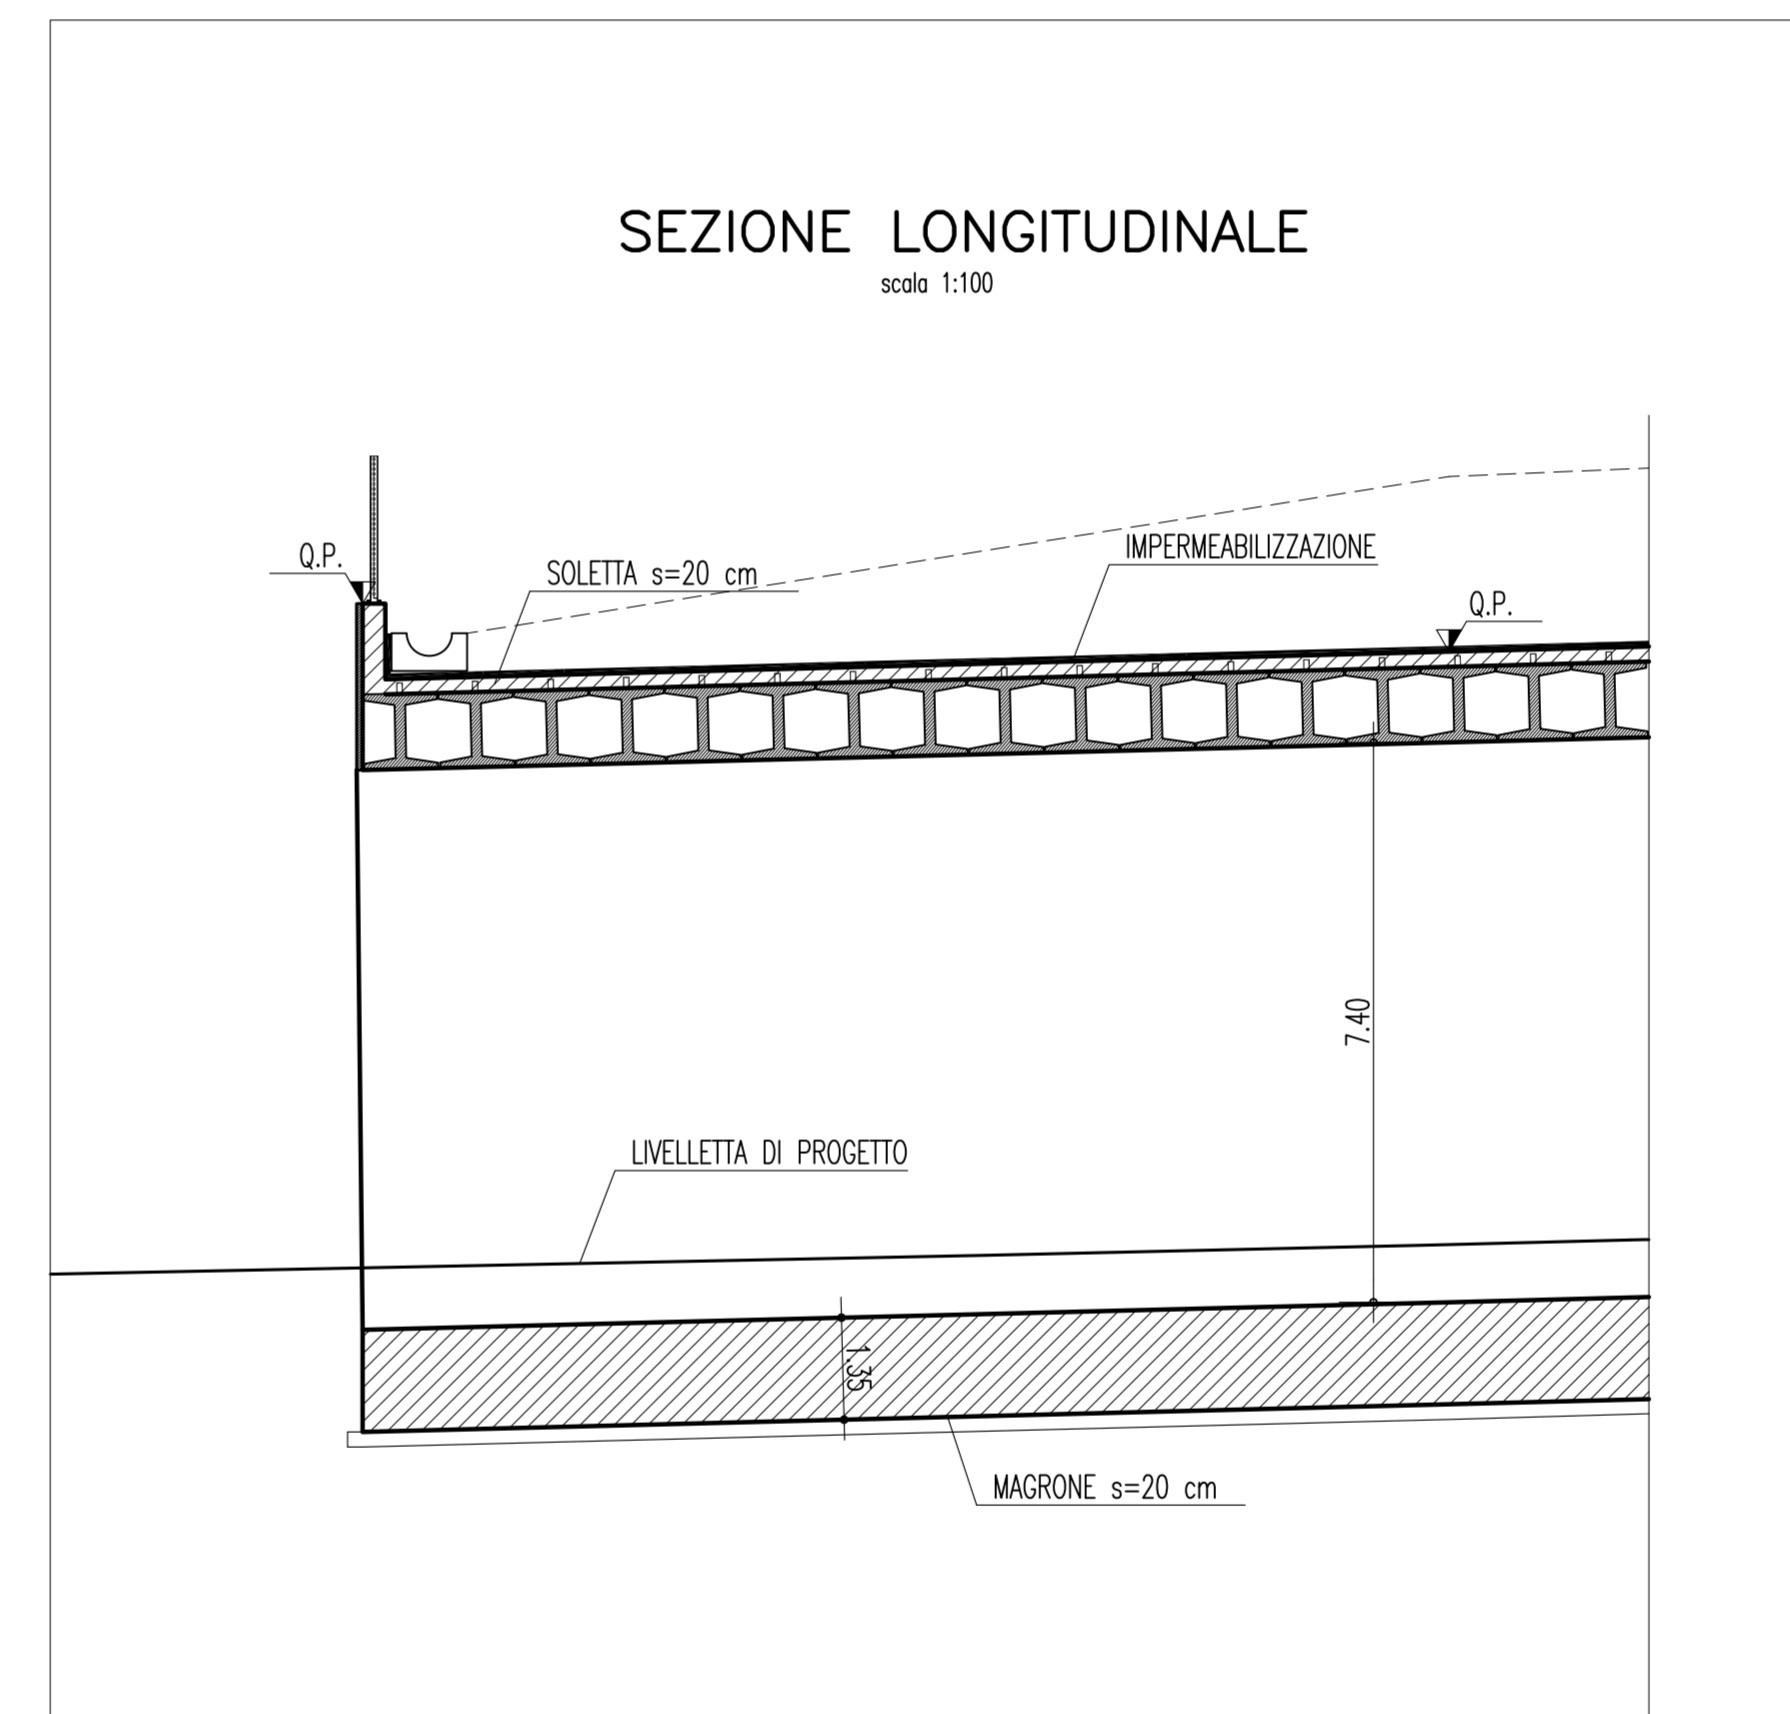 SEZIONE LONGITUDINALE
scala 1:100
IMPERMEABILIZZAZIONE
Q.P.
SOLETTA s=20 cm
Q.P.
7.40
LIVELLETTA DI PROGETTO
1.35
MAGRONE s=20 cm